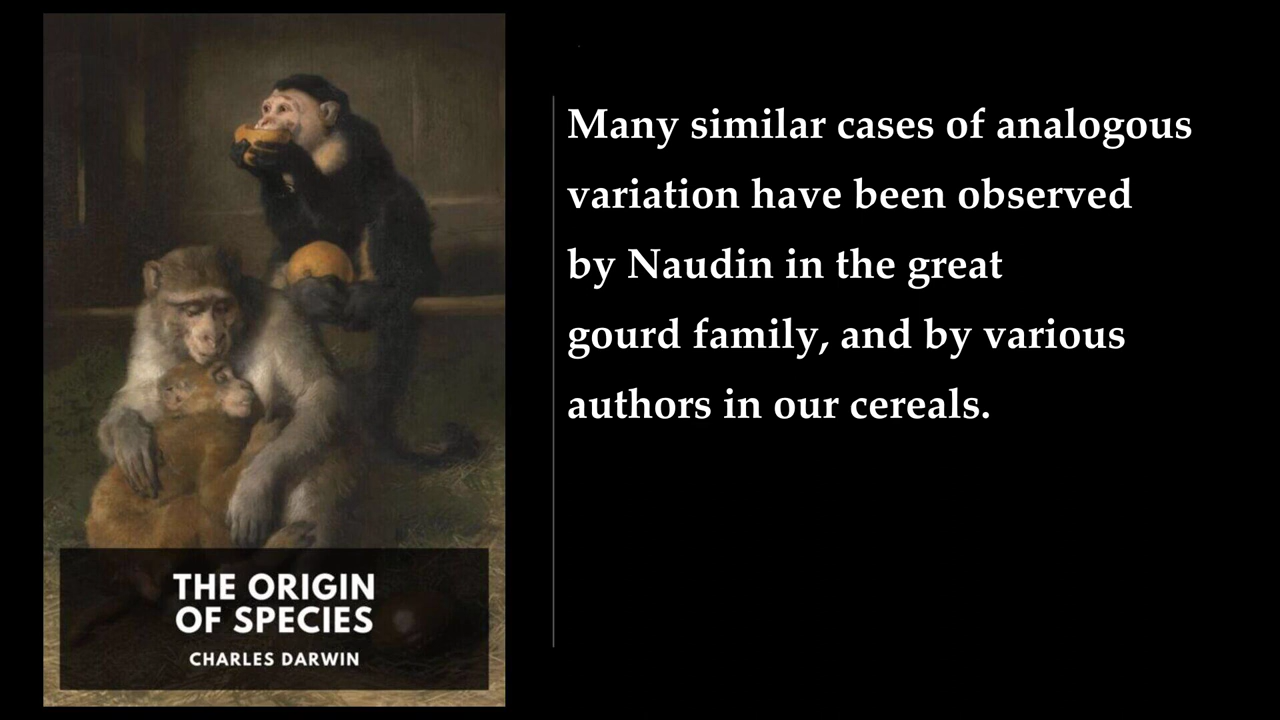 THE ORIGIN
OF SPECIES
CHARLES DARWIN
Many similar cases of analogous
variation have been observed
by Naudin in the great
gourd family, and by various
authors in our cereals.